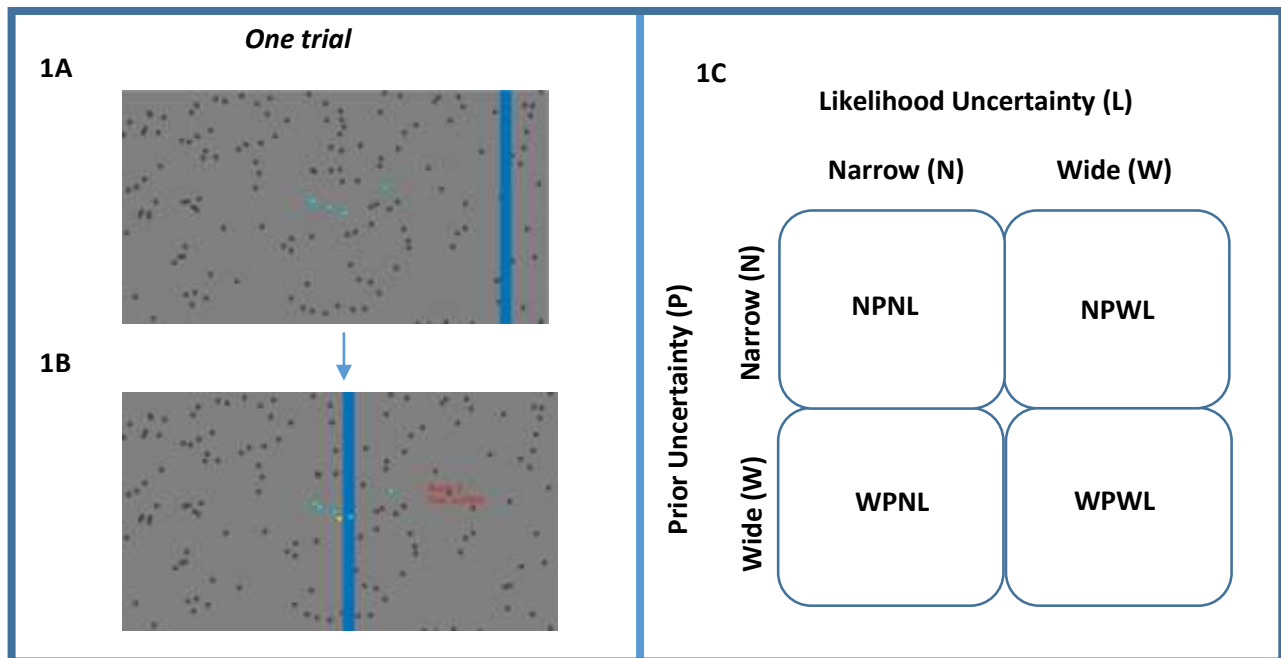 One trial
1A
1B
1C
Likelihood Uncertainty (L)
Narrow (N)
Wide (W)
Prior Uncertainty (P)
Narrow (N)
Wide (W)
NPNL
NPWL
WPNL
WPWL